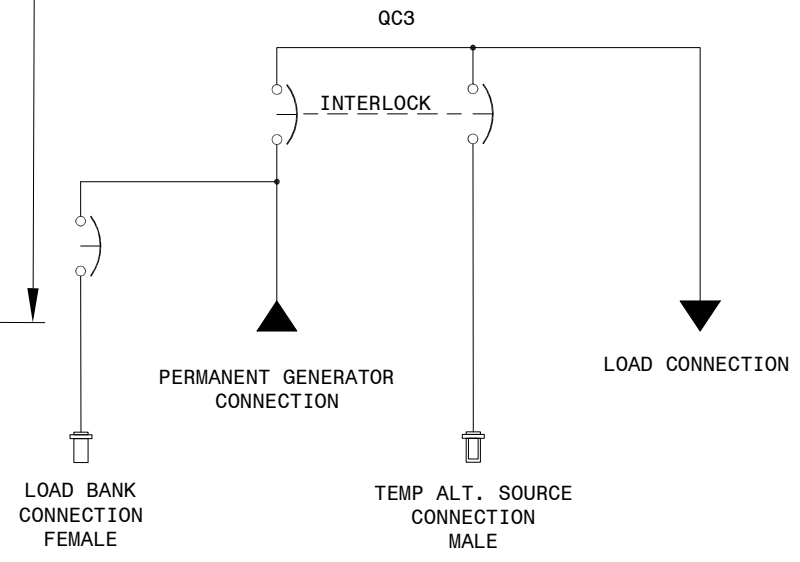 QC3
INTERLOCK
PERMANENT GENERATOR
CONNECTION
LOAD CONNECTION
LOAD BANK
CONNECTION
FEMALE
TEMP ALT. SOURCE
CONNECTION
MALE